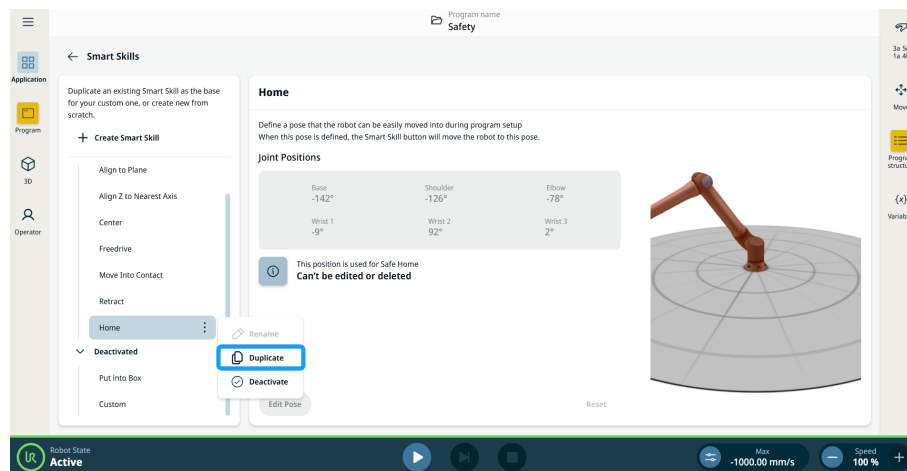 Program name
Safety
Smart Skills
Application
Program
3D
Operator
Duplicate an existing Smart Skill as the base
for your custom one, or create new from
scratch.
Create Smart Skill
Align to Plane
Align Z to Nearest Axis
Center
Freedrive
Move Into Contact
Retract
Home
Deactivated
Put into Box
Custom
Rename
Duplicate
Deactivate
Home
Define a pose that the robot can be easily moved into during program setup
When this pose is defined, the Smart Skill button will move the robot to this pose.
Joint Positions
Base Shoulder Elbow
-142° -126° -78°
Wrist 1 Wrist 2 Wrist 3
-9° 92° 2°
This position is used for Safe Home
Can't be edited or deleted
Edit Pose Reset
3a
1a
Move
{x}
Robot State
Active
Max
-1000.00 mm/s
Speed
100 %